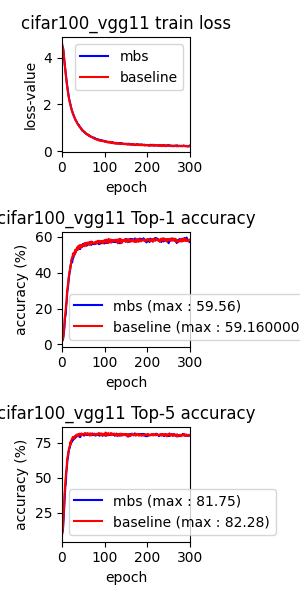 cifar100_vgg11 train loss
mbs
baseline
4
2
0
loss-value
0
100
200
300
epoch
cifar100_vgg11 Top-1 accuracy
60
40
20
0
accuracy (%)
mbs (max : 59.56)
baseline (max : 59.160000
0
100
200
300
epoch
cifar100_vgg11 Top-5 accuracy
75
50
25
accuracy (%)
mbs (max : 81.75)
baseline (max : 82.28)
0
100
200
300
epoch